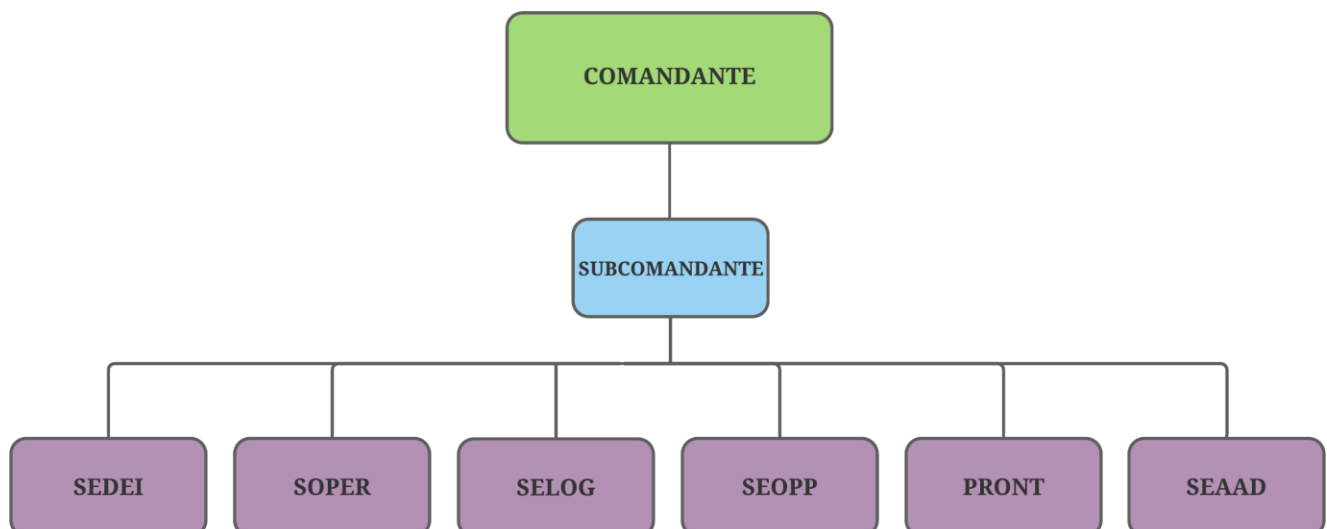 COMANDANTE
SUBCOMANDANTE
SEDEI
SOPER
SELOG
SEOPP
PRONT
SEAAD